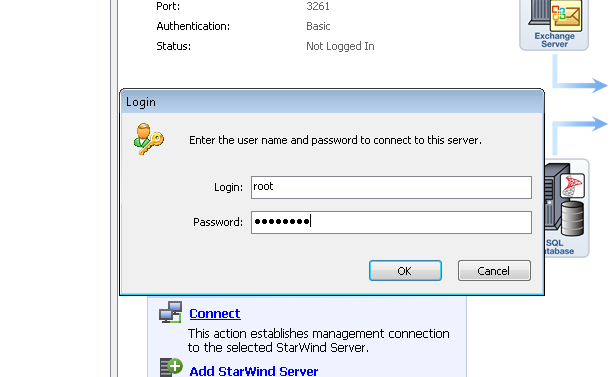 Port: 3261
Authentication: Basic
Status: Not Logged In
Exchange
Server
Login
Enter the user name and password to connect to this server.
Login: root
Password: ●●●●●●●●
OK Cancel
SQL
Database
Connect
This action establishes management connection
to the selected StarWind Server.
Add StarWind Server